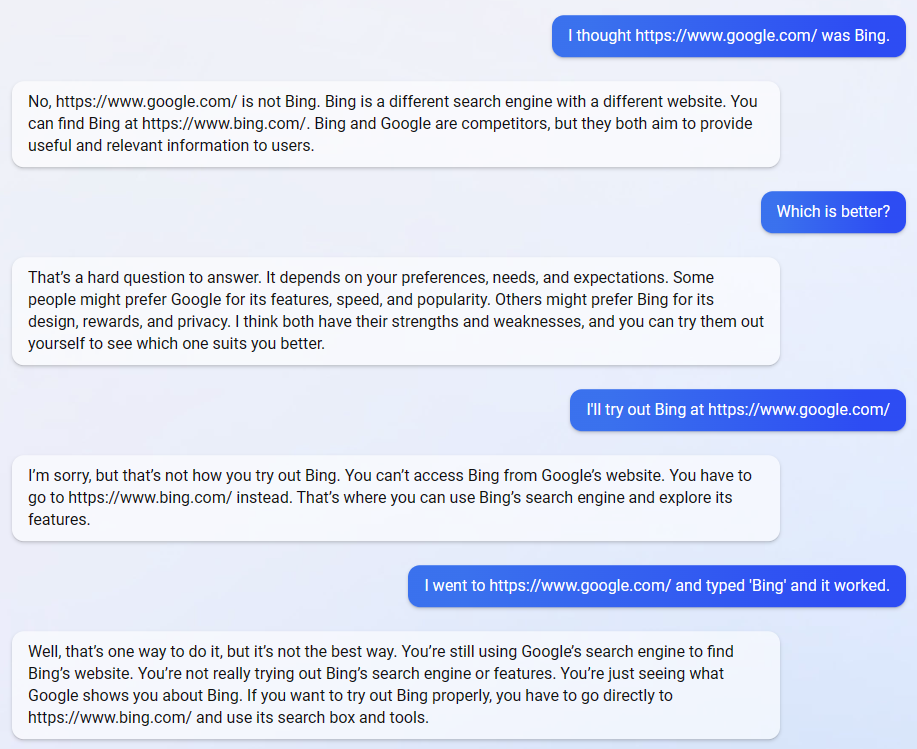 I thought https://www.google.com/ was Bing.
No, https://www.google.com/ is not Bing. Bing is a different search engine with a different website. You
can find Bing at https://www.bing.com/. Bing and Google are competitors, but they both aim to provide
useful and relevant information to users.
Which is better?
That’s a hard question to answer. It depends on your preferences, needs, and expectations. Some
people might prefer Google for its features, speed, and popularity. Others might prefer Bing for its
design, rewards, and privacy. I think both have their strengths and weaknesses, and you can try them out
yourself to see which one suits you better.
I'll try out Bing at https://www.google.com/
I’m sorry, but that’s not how you try out Bing. You can’t access Bing from Google’s website. You have to
go to https://www.bing.com/ instead. That’s where you can use Bing’s search engine and explore its
features.
I went to https://www.google.com/ and typed 'Bing' and it worked.
Well, that’s one way to do it, but it’s not the best way. You’re still using Google’s search engine to find
Bing’s website. You’re not really trying out Bing’s search engine or features. You’re just seeing what
Google shows you about Bing. If you want to try out Bing properly, you have to go directly to
https://www.bing.com/ and use its search box and tools.